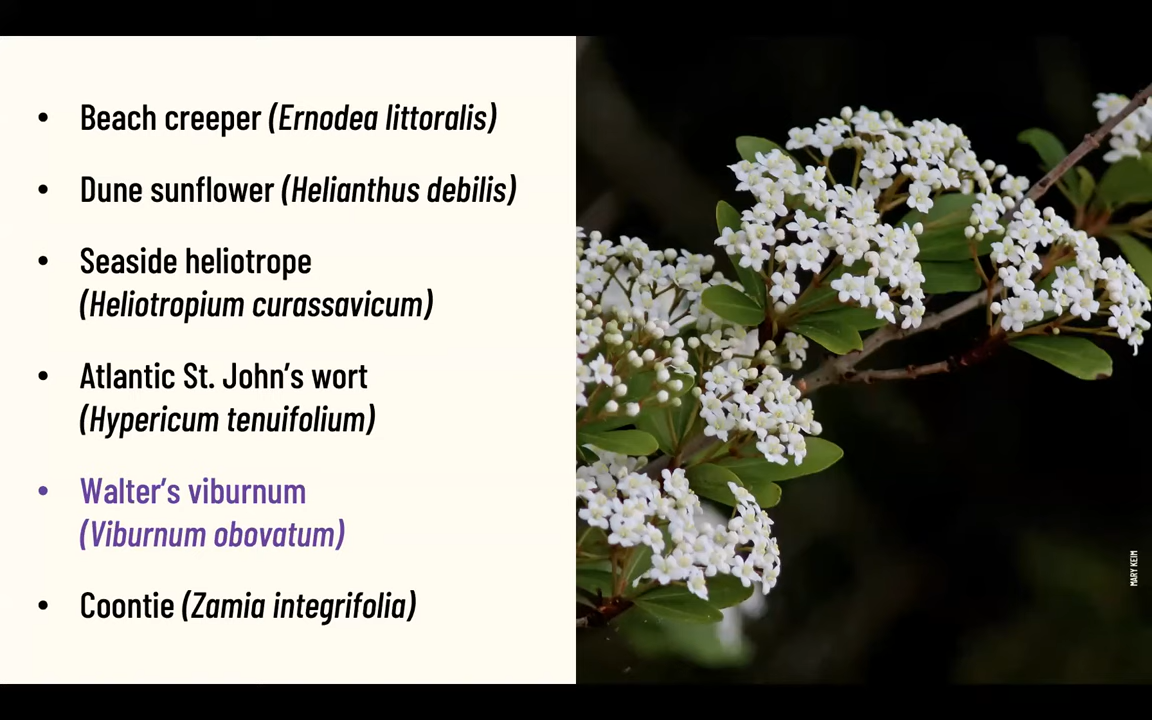 • Beach creeper (Ernodea littoralis)
• Dune sunflower (Helianthus debilis)
• Seaside heliotrope
(Heliotropium curassavicum)
• Atlantic St. John’s wort
(Hypericum tenuifolium)
• Walter’s viburnum
(Viburnum obovatum)
• Coontie (Zamia integrifolia)
MARY KEIM